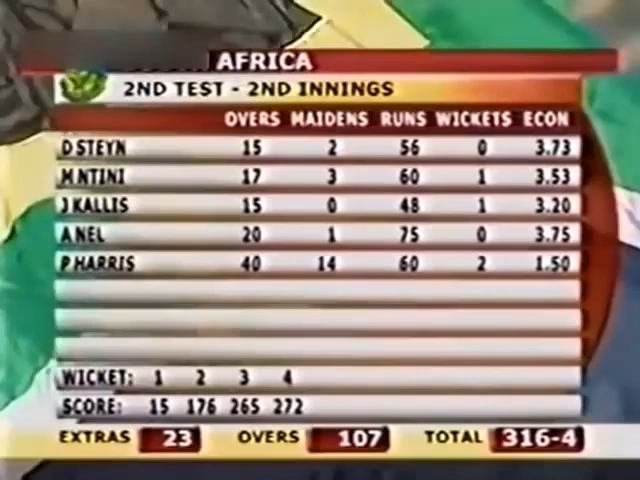 AFRICA
2ND TEST - 2ND INNINGS
OVERS MAIDENS RUNS WICKETS ECON
D STEYN 15 2 56 0 3.73
M NTINI 17 3 60 1 3.53
J KALLIS 15 0 48 1 3.20
A NEL 20 1 75 0 3.75
P HARRIS 40 14 60 2 1.50
WICKET: 1 2 3 4
SCORE: 15 176 265 272
EXTRAS 23 OVERS 107 TOTAL 316-4